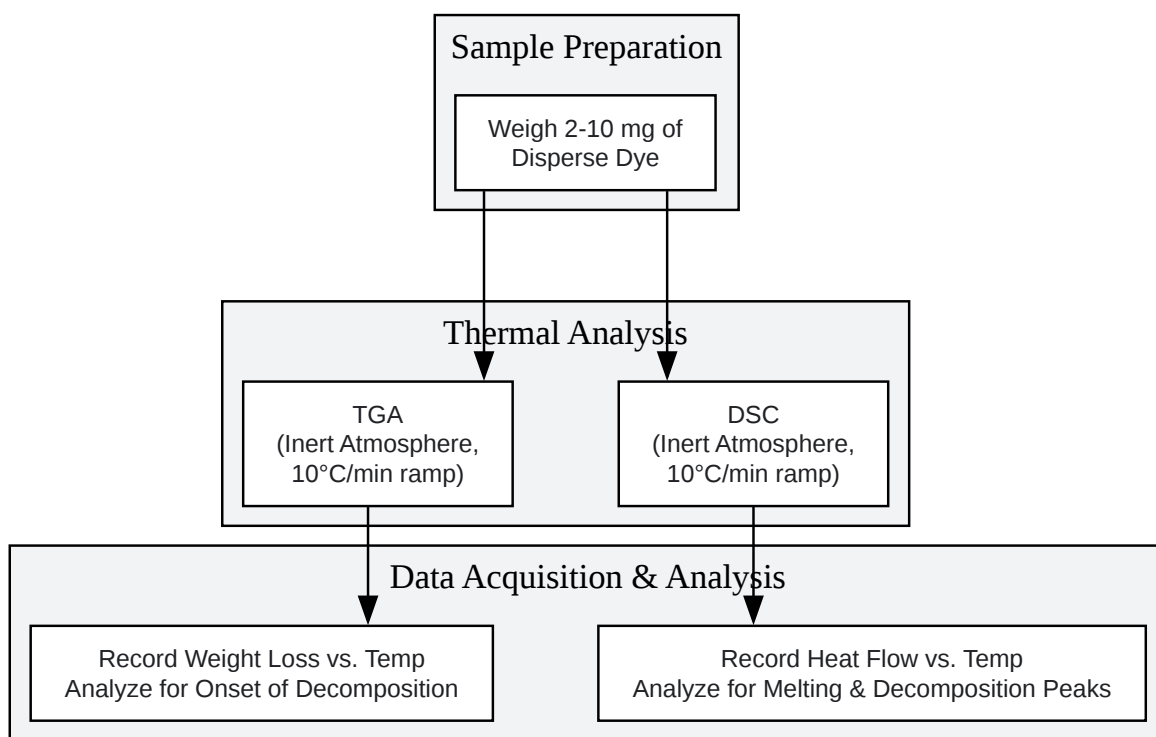 Sample Preparation
Weigh 2-10 mg of
Disperse Dye
Thermal Analysis
TGA
(Inert Atmosphere,
10°C/min ramp)
DSC
(Inert Atmosphere,
10°C/min ramp)
Data Acquisition & Analysis
Record Weight Loss vs. Temp
Analyze for Onset of Decomposition
Record Heat Flow vs. Temp
Analyze for Melting & Decomposition Peaks